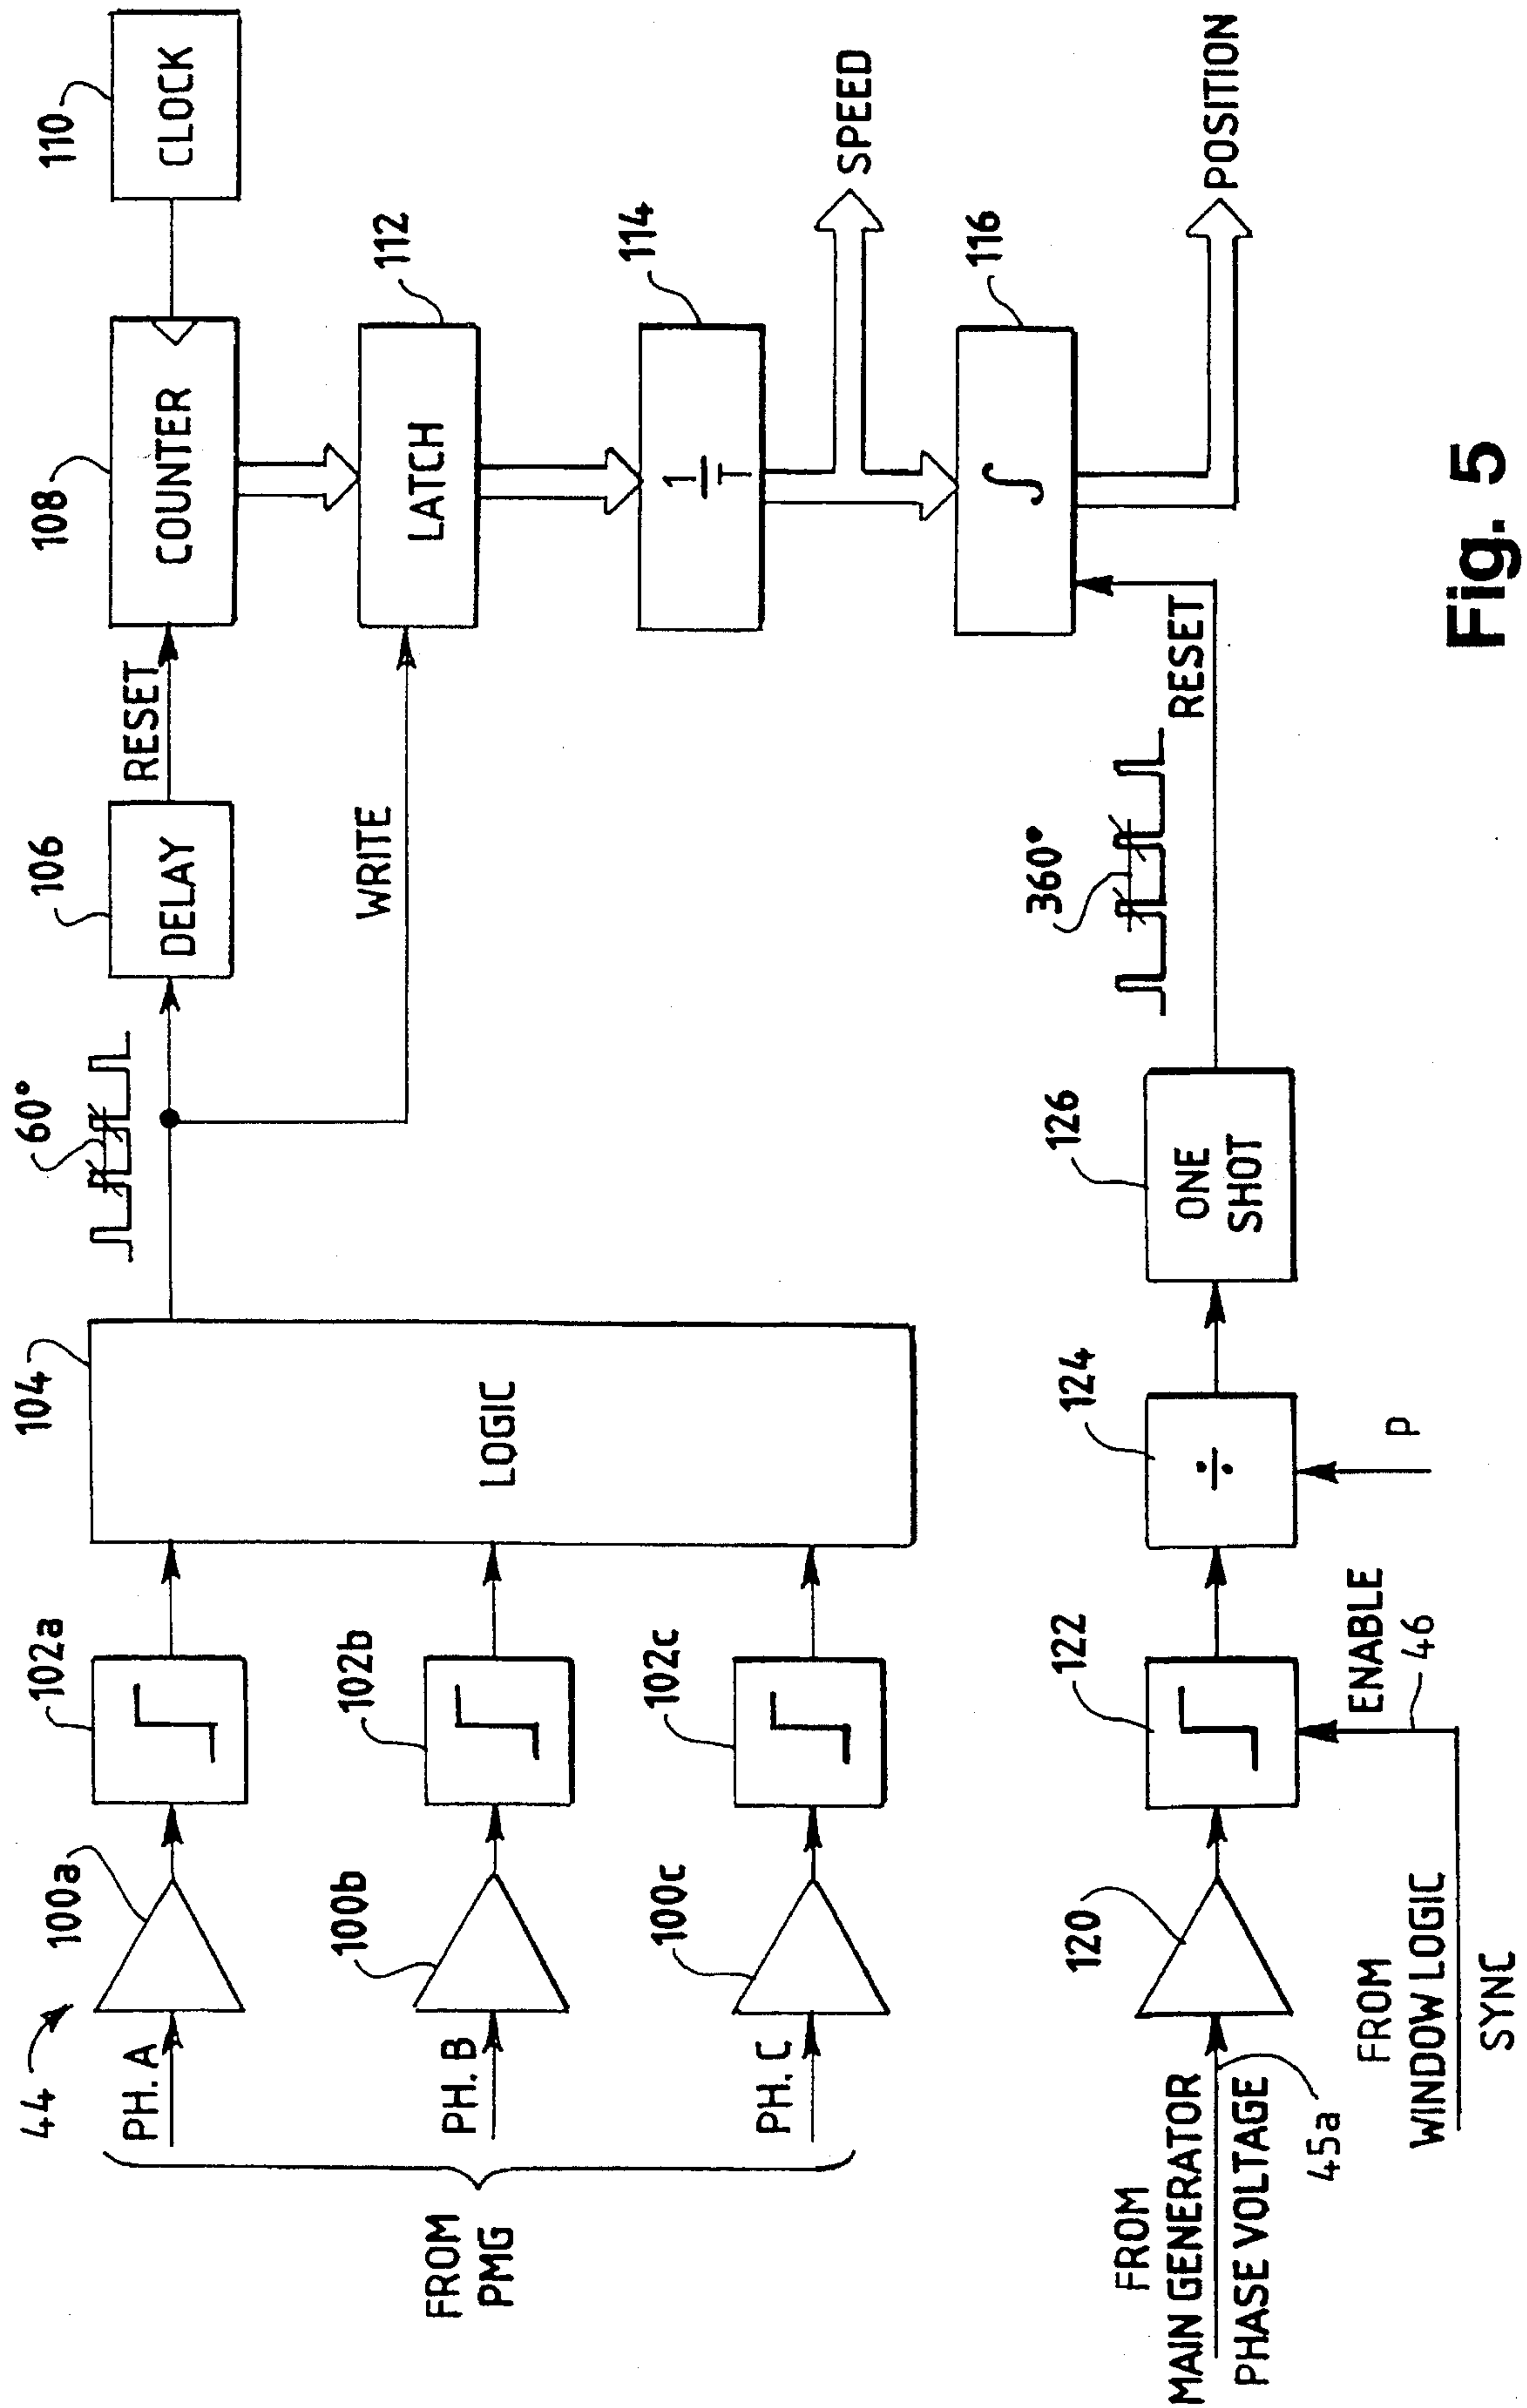 44
FROM
PMG
PH. A
PH. B
PH. C
100a
100b
100c
102a
102b
102c
104
LOGIC
60°
106
DELAY
RESET
WRITE
108
COUNTER
110
CLOCK
112
LATCH
114
1
T
SPEED
116
∫
POSITION
FROM
MAIN GENERATOR
PHASE VOLTAGE
45a
120
FROM
WINDOW LOGIC
SYNC
122
ENABLE
46
124
÷
P
126
ONE
SHOT
360°
RESET
Fig. 5